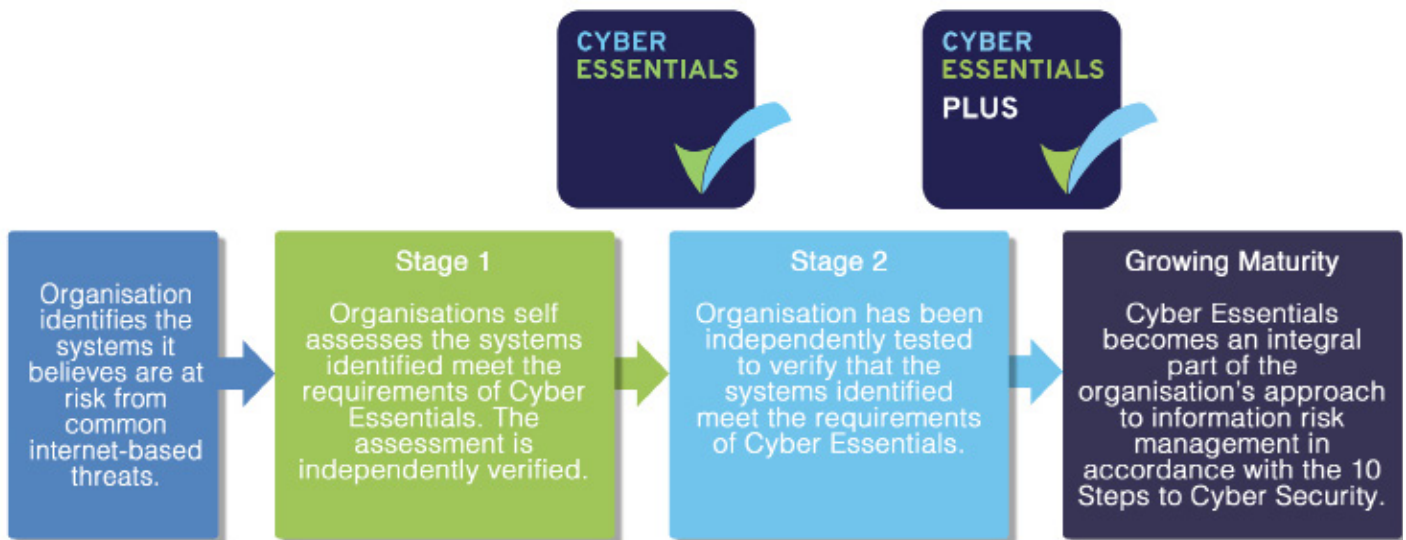 CYBER
ESSENTIALS
CYBER
ESSENTIALS
PLUS
Organisation
identifies the
systems it
believes are at
risk from
common
internet-based
threats.
Stage 1
Organisations self
assesses the systems
identified meet the
requirements of Cyber
Essentials. The
assessment is
independently verified.
Stage 2
Organisation has been
independently tested
to verify that the
systems identified
meet the requirements
of Cyber Essentials.
Growing Maturity
Cyber Essentials
becomes an integral
part of the
organisation's approach
to information risk
management in
accordance with the 10
Steps to Cyber Security.